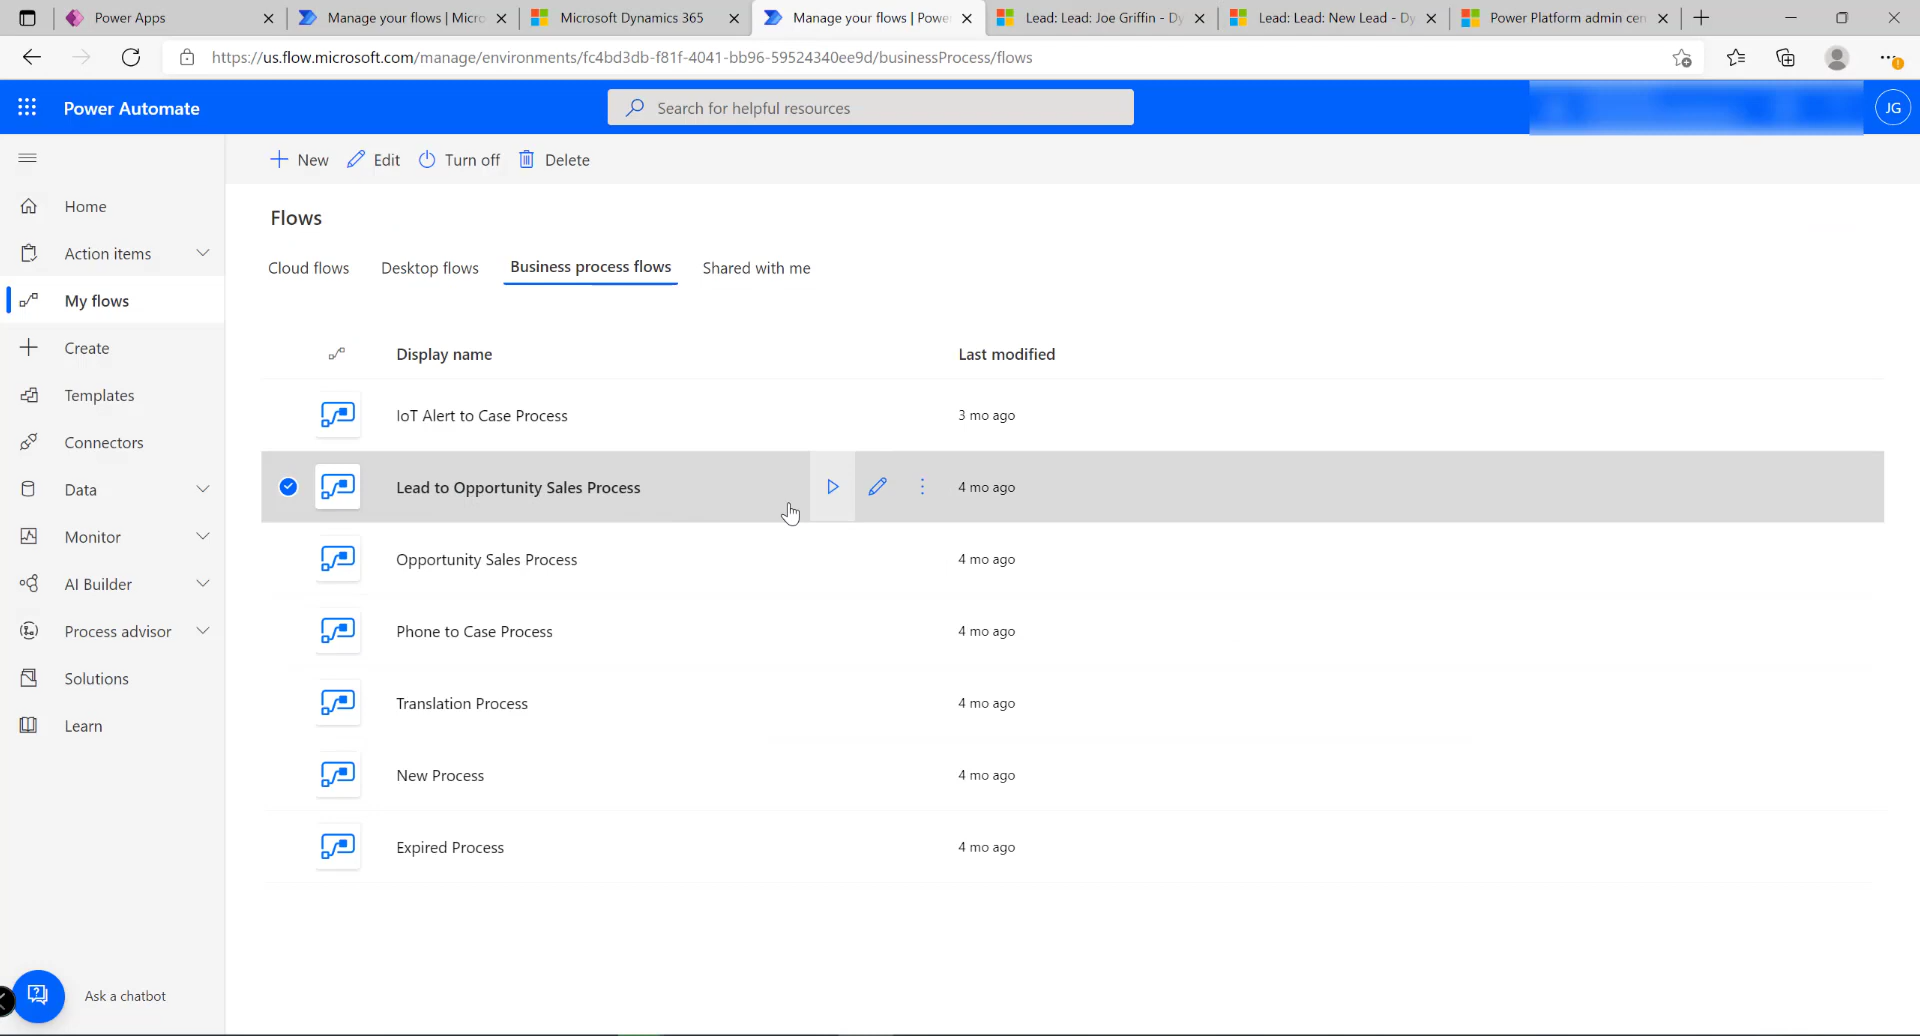 Power Apps
Manage your flows | Micro
Microsoft Dynamics 365
Manage your flows | Powe
Lead: Lead: Joe Griffin - Dy
Lead: Lead: New Lead - Dy
Power Platform admin cen
https://us.flow.microsoft.com/manage/environments/fc4bd3db-f81f-4041-bb96-59524340ee9d/businessProcess/flows
Power Automate
Search for helpful resources
JG
New
Edit
Turn off
Delete
Home
Action items
My flows
Create
Templates
Connectors
Data
Monitor
AI Builder
Process advisor
Solutions
Learn
Ask a chatbot
Flows
Cloud flows
Desktop flows
Business process flows
Shared with me
Display name
Last modified
IoT Alert to Case Process
3 mo ago
Lead to Opportunity Sales Process
4 mo ago
Opportunity Sales Process
4 mo ago
Phone to Case Process
4 mo ago
Translation Process
4 mo ago
New Process
4 mo ago
Expired Process
4 mo ago